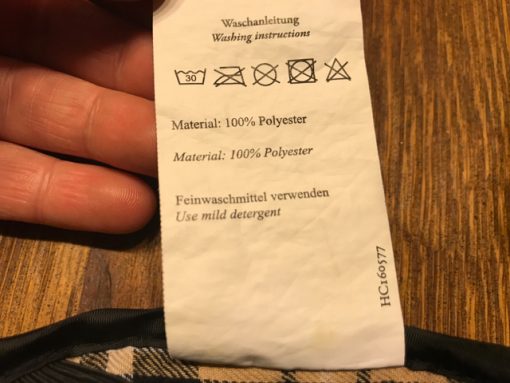 Waschanleitung
Washing instructions
30
Material: 100% Polyester
Material: 100% Polyester
Feinwaschmittel verwenden
Use mild detergent
HC160577